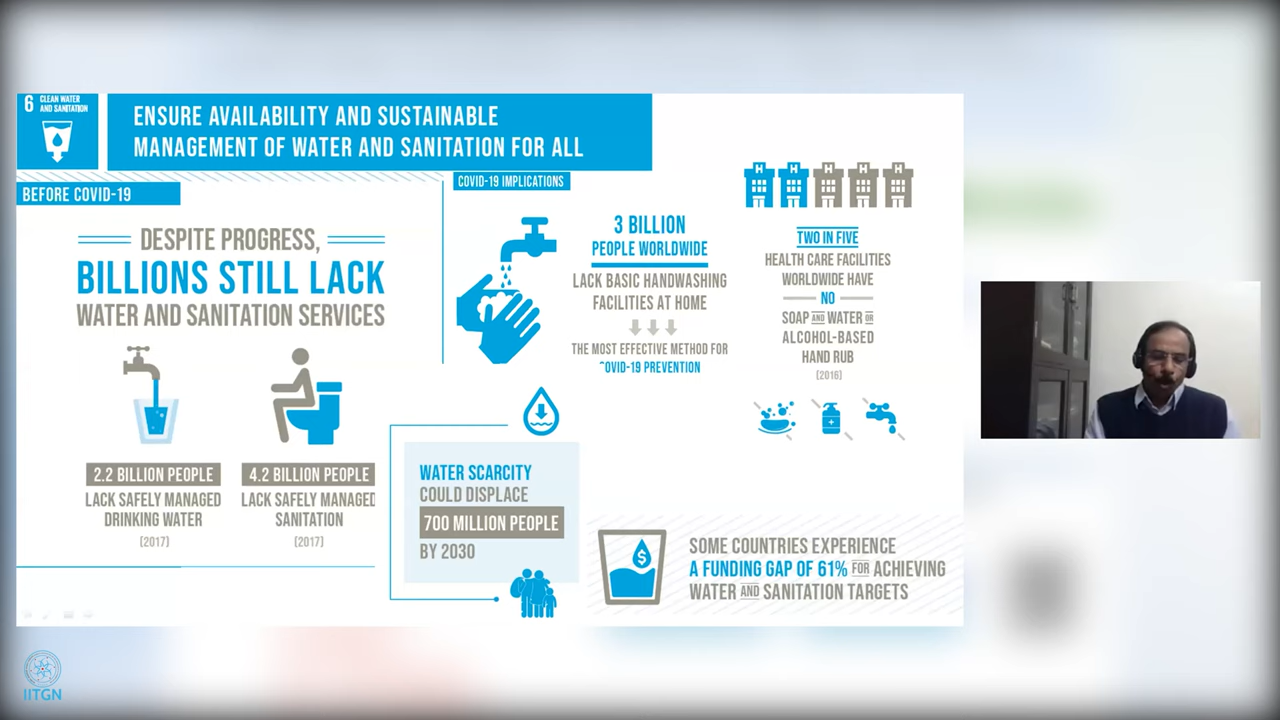 6 CLEAN WATER
AND SANITATION
ENSURE AVAILABILITY AND SUSTAINABLE
MANAGEMENT OF WATER AND SANITATION FOR ALL
BEFORE COVID-19
DESPITE PROGRESS,
BILLIONS STILL LACK
WATER AND SANITATION SERVICES
2.2 BILLION PEOPLE
LACK SAFELY MANAGED
DRINKING WATER
(2017)
4.2 BILLION PEOPLE
LACK SAFELY MANAGED
SANITATION
(2017)
COVID-19 IMPLICATIONS
3 BILLION
PEOPLE WORLDWIDE
LACK BASIC HANDWASHING
FACILITIES AT HOME
THE MOST EFFECTIVE METHOD FOR
COVID-19 PREVENTION
H H H H H
TWO IN FIVE
HEALTH CARE FACILITIES
WORLDWIDE HAVE
NO
SOAP AND WATER OR
ALCOHOL-BASED
HAND RUB
(2016)
WATER SCARCITY
COULD DISPLACE
700 MILLION PEOPLE
BY 2030
$
SOME COUNTRIES EXPERIENCE
A FUNDING GAP OF 61% FOR ACHIEVING
WATER AND SANITATION TARGETS
IITGN